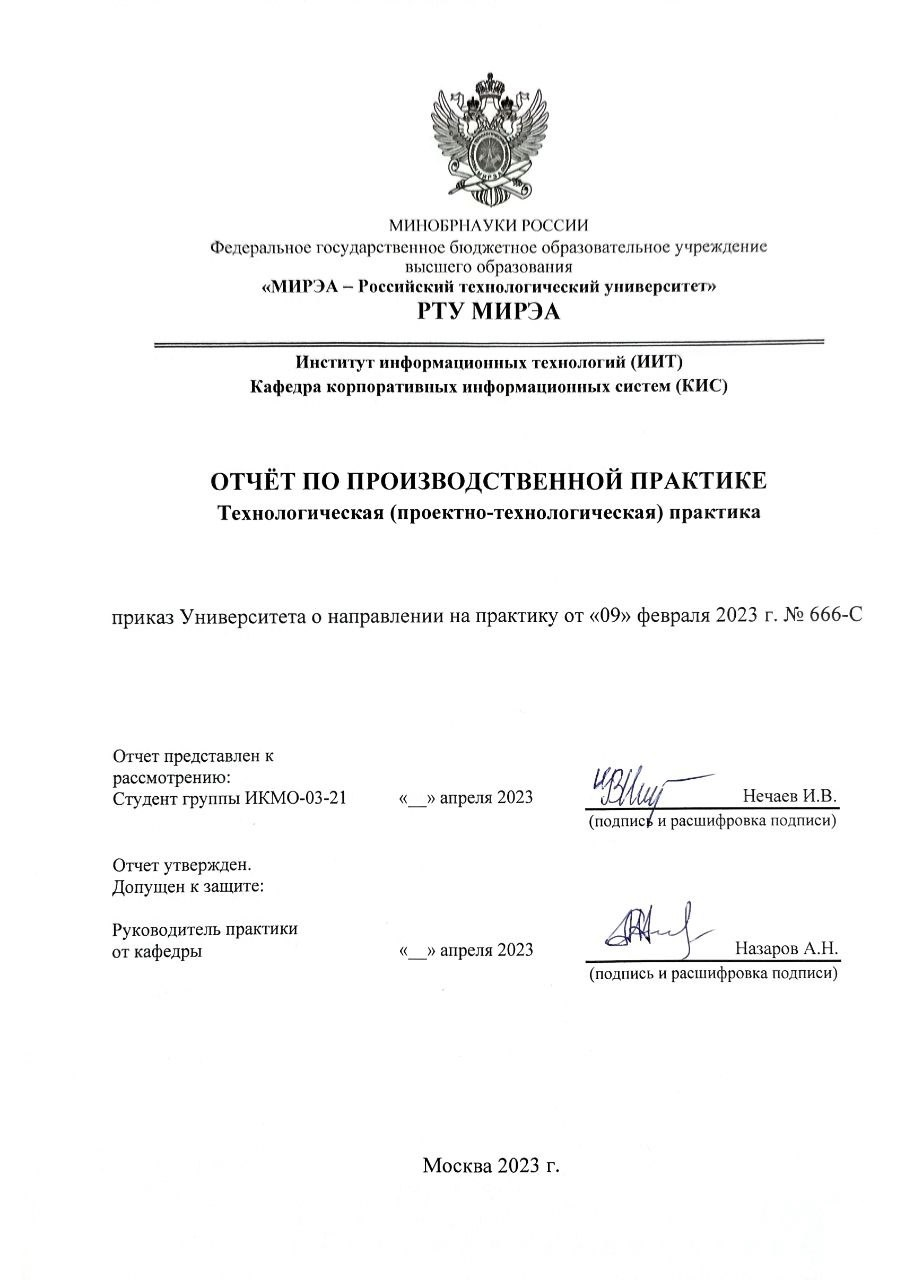 МИНОБРНАУКИ РОССИИ
Федеральное государственное бюджетное образовательное учреждение
высшего образования
«МИРЭА – Российский технологический университет»
РТУ МИРЭА
Институт информационных технологий (ИИТ)
Кафедра корпоративных информационных систем (КИС)
ОТЧЁТ ПО ПРОИЗВОДСТВЕННОЙ ПРАКТИКЕ
Технологическая (проектно-технологическая) практика
приказ Университета о направлении на практику от «09» февраля 2023 г. № 666-С
Отчет представлен к
рассмотрению:
Студент группы ИКМО-03-21 «__» апреля 2023 Нечаев И.В.
(подпись и расшифровка подписи)
Отчет утвержден.
Допущен к защите:
Руководитель практики
от кафедры «__» апреля 2023 Назаров А.Н.
(подпись и расшифровка подписи)
Москва 2023 г.